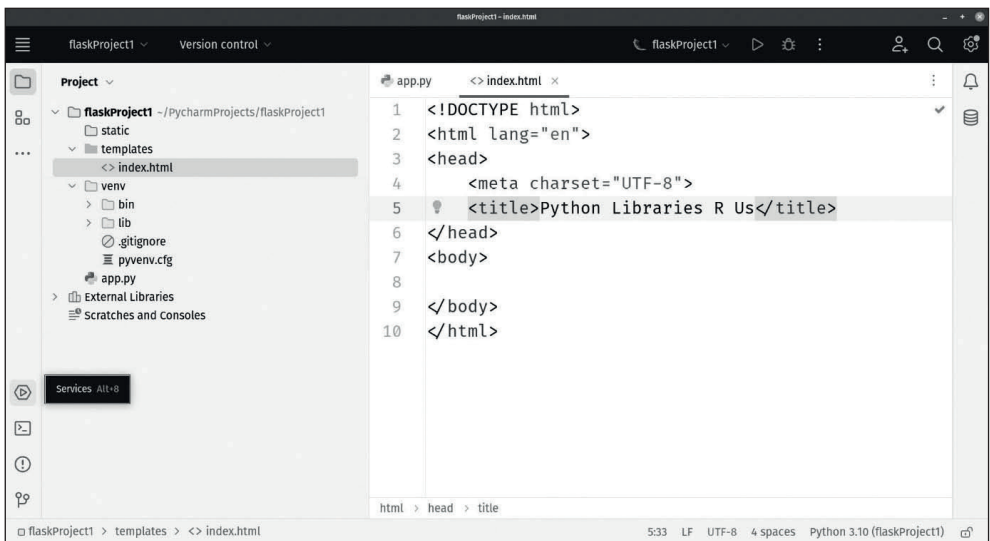 flaskProject1 – index.html
flaskProject1
Version control
flaskProject1
Project
flaskProject1 ~/PycharmProjects/flaskProject1
static
templates
<> index.html
venv
bin
lib
.gitignore
pyvenv.cfg
app.py
External Libraries
Scratches and Consoles
Services Alt+8
app.py
<> index.html ×
1 <!DOCTYPE html>
2 <html lang="en">
3 <head>
4 <meta charset="UTF-8">
5 <title>Python Libraries R Us</title>
6 </head>
7 <body>
8
9 </body>
10 </html>
html > head > title
flaskProject1 > templates > <> index.html
5:33 LF UTF-8 4 spaces Python 3.10 (flaskProject1)